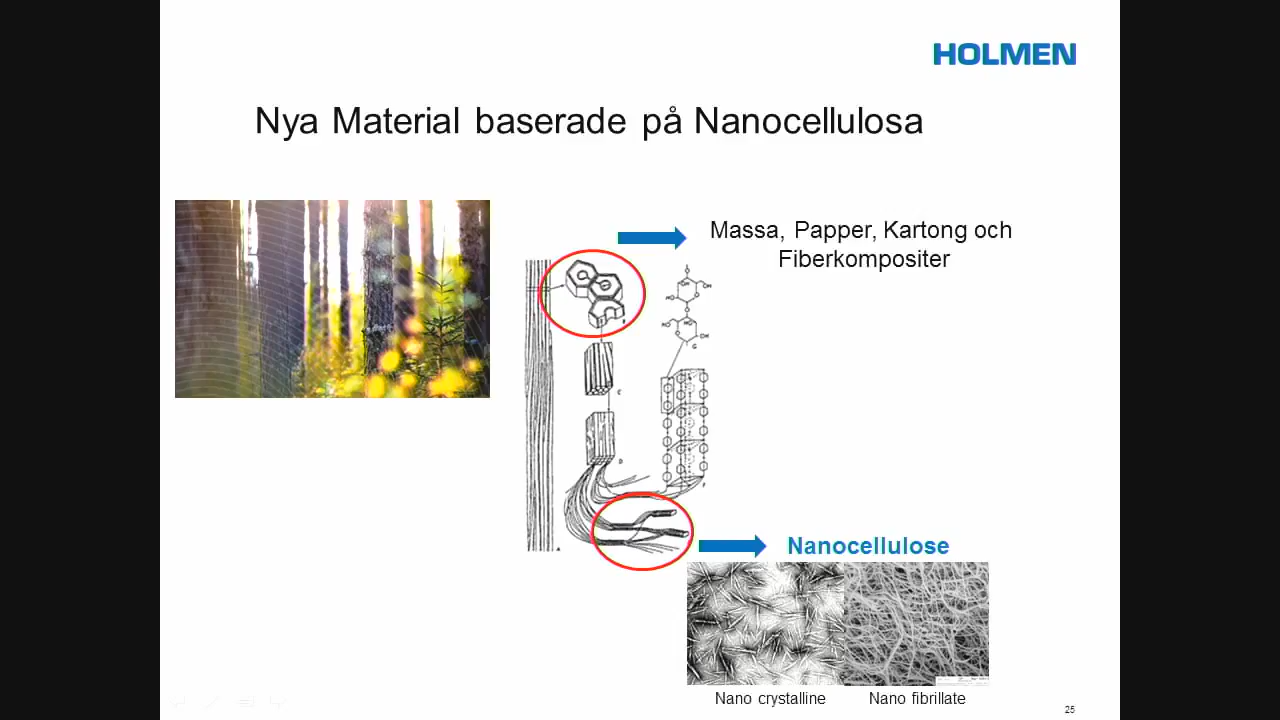 HOLMEN
Nya Material baserade på Nanocellulosa
Massa, Papper, Kartong och
Fiberkompositer
Nanocellulose
Nano crystalline
Nano fibrillate
25